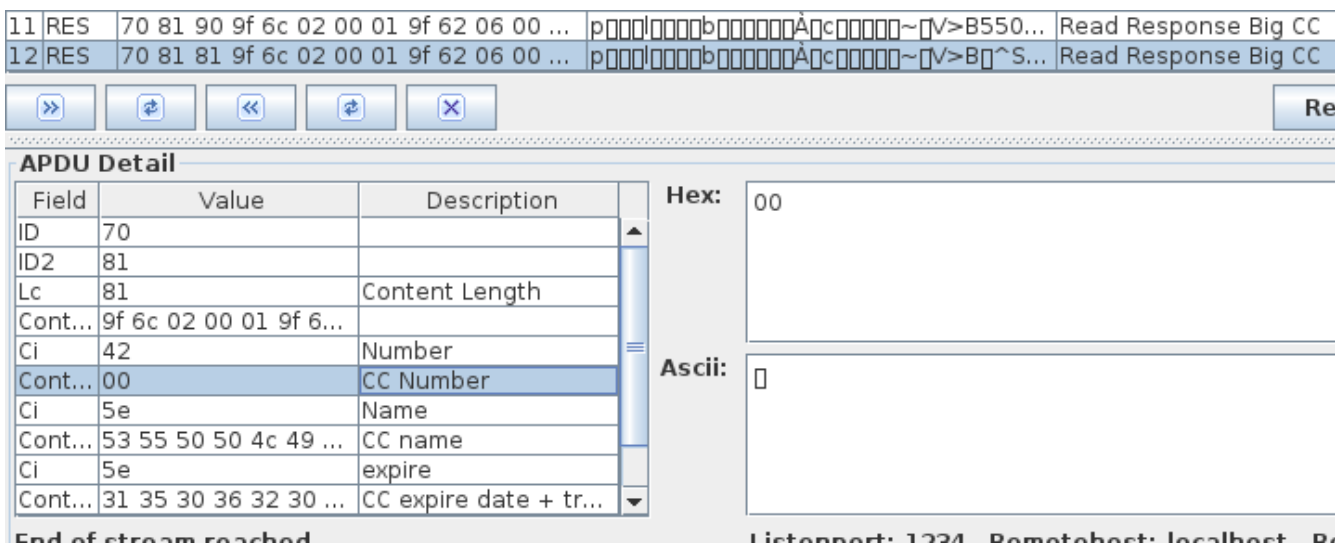 11 RES 70 81 90 9f 6c 02 00 01 9f 62 06 00 ... p▯▯▯l▯▯▯▯b▯▯▯▯▯▯À▯c▯▯▯▯▯~▯V>B550... Read Response Big CC
12 RES 70 81 81 9f 6c 02 00 01 9f 62 06 00 ... p▯▯▯l▯▯▯▯b▯▯▯▯▯▯À▯c▯▯▯▯▯~▯V>B▯^S... Read Response Big CC
Re
APDU Detail
Field Value Description Hex: 00
ID 70
ID2 81
Lc 81 Content Length
Cont... 9f 6c 02 00 01 9f 6...
Ci 42 Number
Cont... 00 CC Number Ascii: ▯
Ci 5e Name
Cont... 53 55 50 50 4c 49 ... CC name
Ci 5e expire
Cont... 31 35 30 36 32 30 ... CC expire date + tr...
End of stream reached Listenport: 1234 Remotehost: localhost